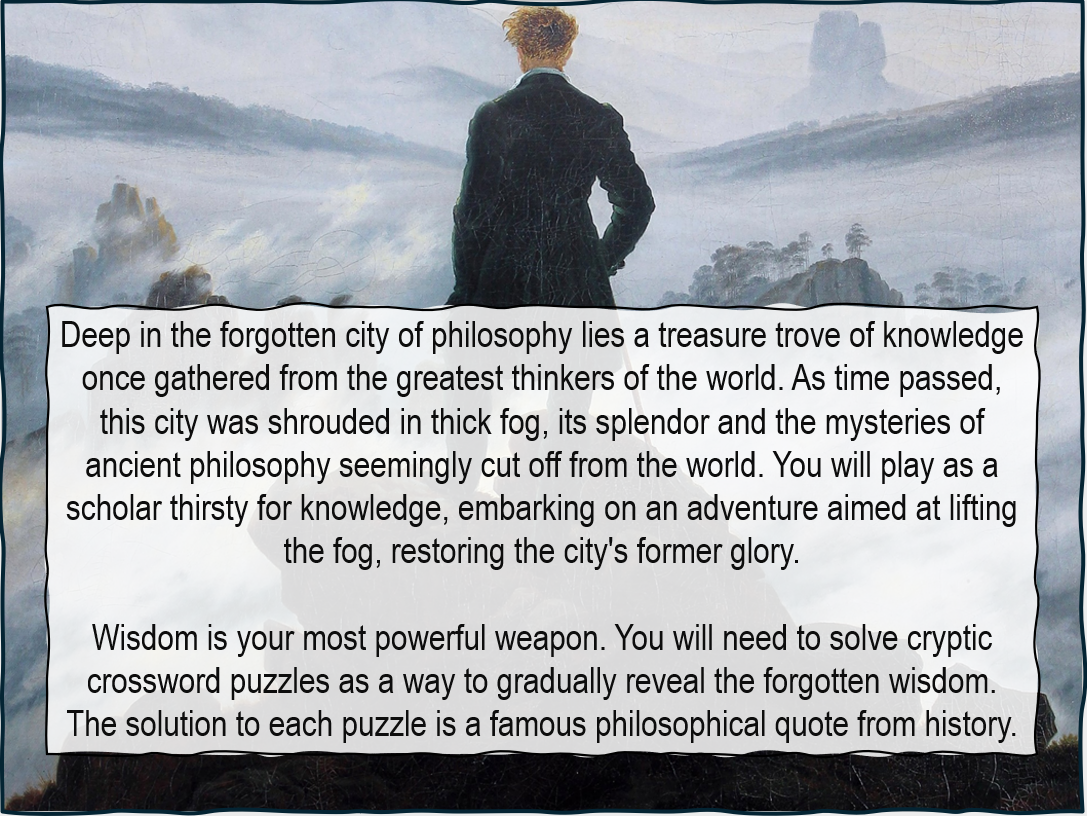 Deep in the forgotten city of philosophy lies a treasure trove of knowledge
once gathered from the greatest thinkers of the world. As time passed,
this city was shrouded in thick fog, its splendor and the mysteries of
ancient philosophy seemingly cut off from the world. You will play as a
scholar thirsty for knowledge, embarking on an adventure aimed at lifting
the fog, restoring the city's former glory.
Wisdom is your most powerful weapon. You will need to solve cryptic
crossword puzzles as a way to gradually reveal the forgotten wisdom.
The solution to each puzzle is a famous philosophical quote from history.